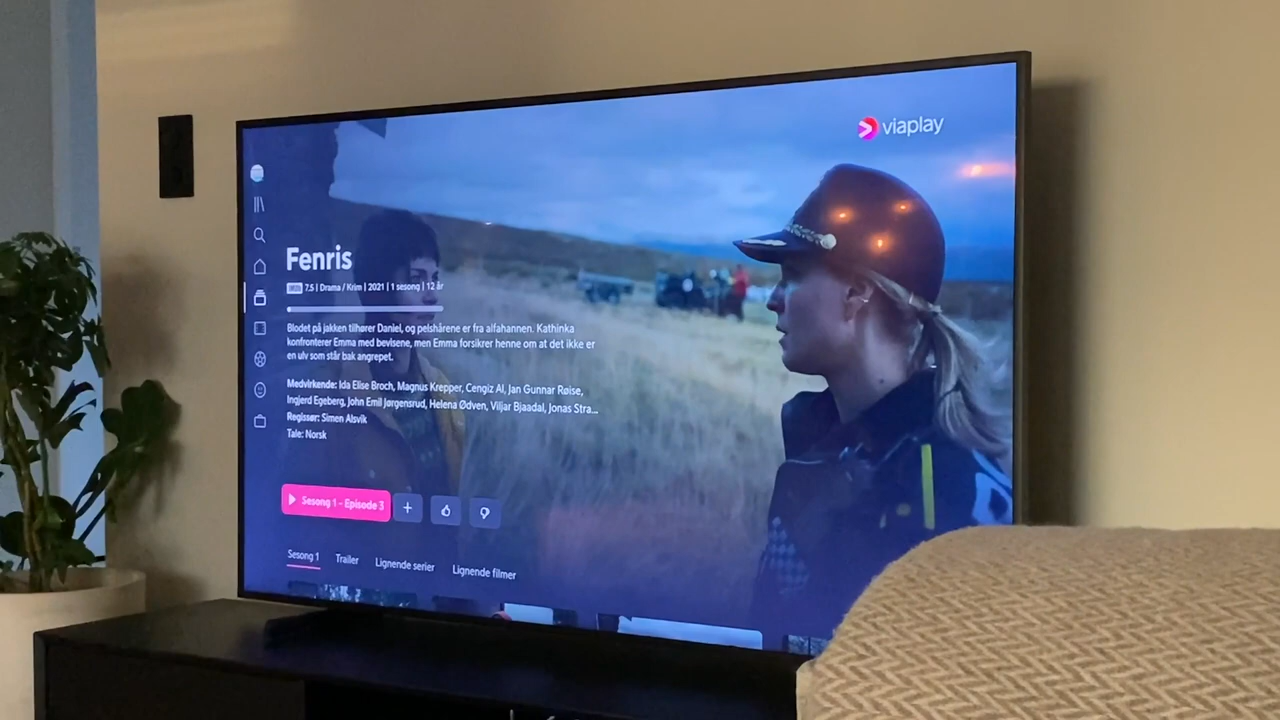 viaplay
Fenris
IMDb 7.5 | Drama / Krim | 2021 | 1 sesong | 12 år
Blodet på jakken tilhører Daniel, og pelshårene er fra alfahannen. Kathinka
konfronterer Emma med bevisene, men Emma forsikrer henne om at det ikke er
en ulv som står bak angrepet.
Medvirkende: Ida Elise Broch, Magnus Krepper, Cengiz Al, Jan Gunnar Røise,
Ingjerd Egeberg, John Emil Jørgensrud, Helena Ødven, Viljar Bjaadal, Jonas Stra...
Regissør: Simen Alsvik
Tale: Norsk
Sesong 1 - Episode 3
Sesong 1 Trailer Lignende serier Lignende filmer